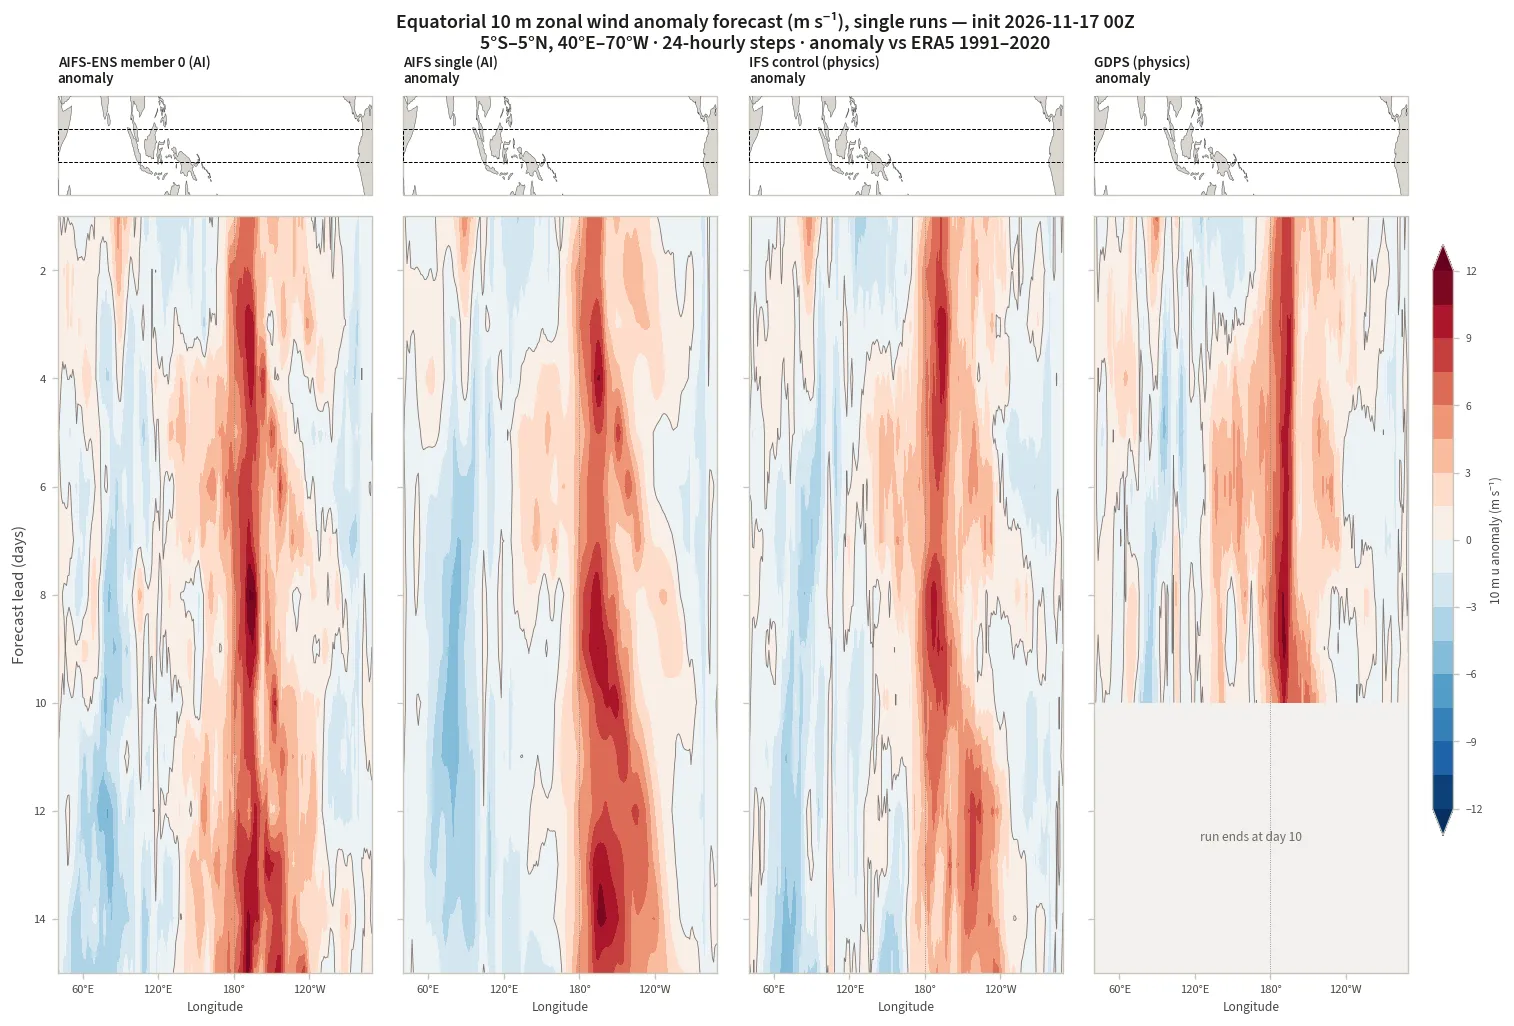 Equatorial 10 m zonal wind anomaly forecast (m s⁻¹), single runs — init 2026-11-17 00Z
5°S–5°N, 40°E–70°W · 24-hourly steps · anomaly vs ERA5 1991–2020
AIFS-ENS member 0 (AI)
anomaly
AIFS single (AI)
anomaly
IFS control (physics)
anomaly
GDPS (physics)
anomaly
Forecast lead (days)
2
4
6
8
10
12
14
60°E
120°E
180°
120°W
Longitude
60°E
120°E
180°
120°W
Longitude
60°E
120°E
180°
120°W
Longitude
run ends at day 10
60°E
120°E
180°
120°W
Longitude
12
9
6
3
0
−3
−6
−9
−12
10 m u anomaly (m s⁻¹)